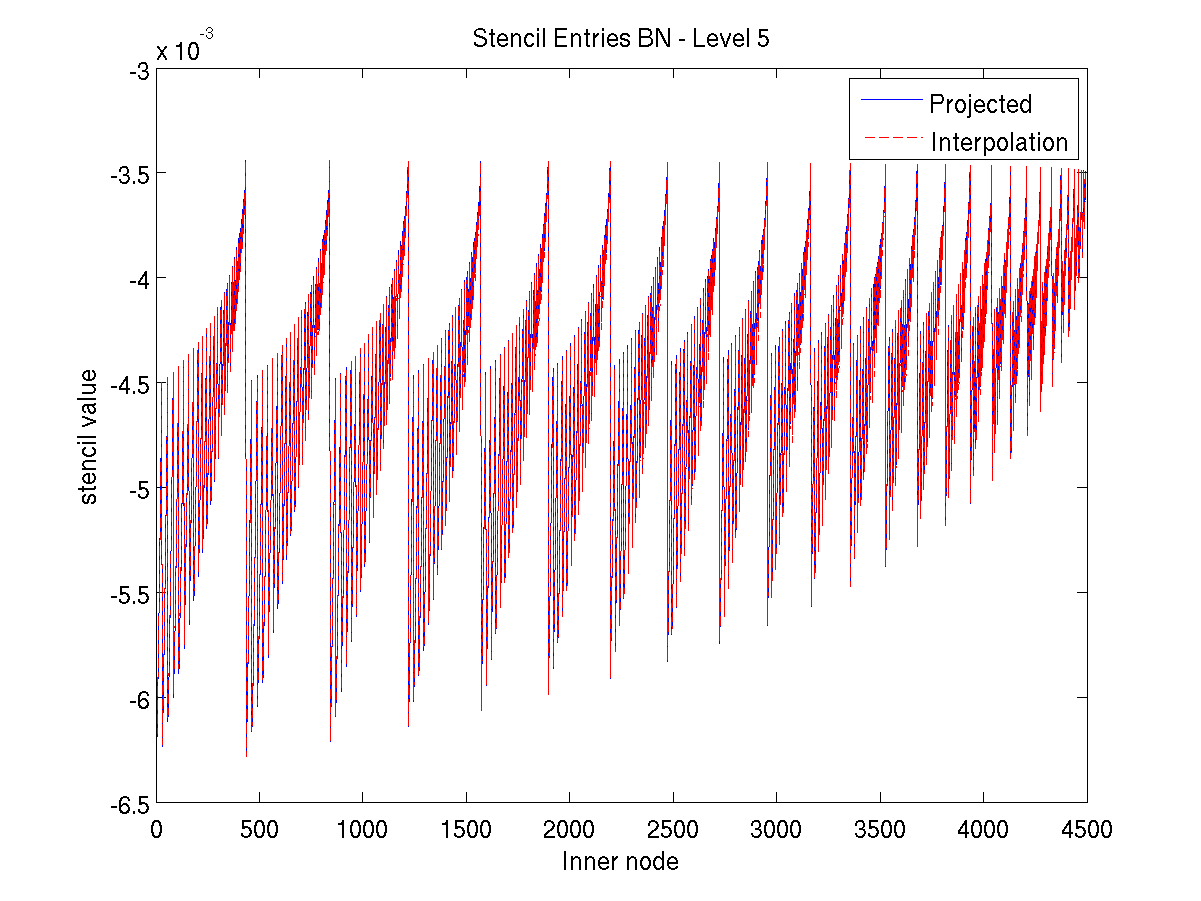 Stencil Entries BN - Level 5
x 10^-3
-3
-3.5
-4
-4.5
-5
-5.5
-6
-6.5
stencil value
Projected
Interpolation
0 500 1000 1500 2000 2500 3000 3500 4000 4500
Inner node